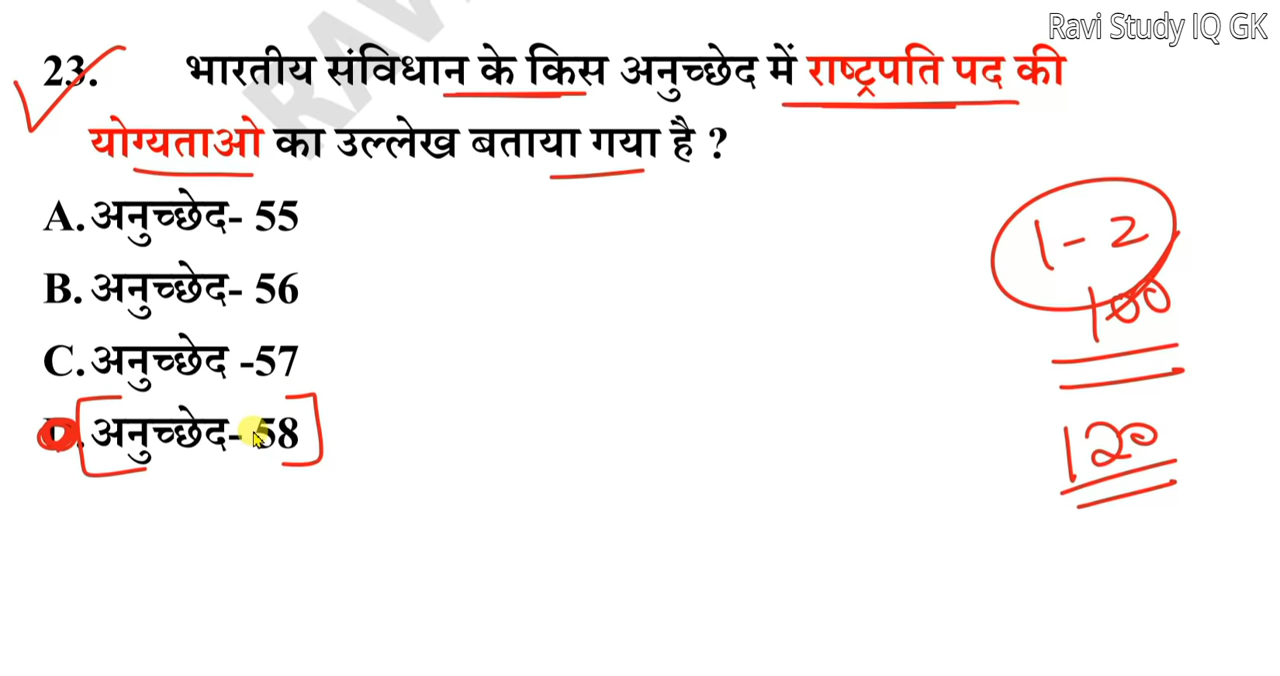 Ravi Study IQ GK
23. भारतीय संविधान के किस अनुच्छेद में राष्ट्रपति पद की
योग्यताओ का उल्लेख बताया गया है ?
A. अनुच्छेद- 55
B. अनुच्छेद- 56
C. अनुच्छेद -57
D. अनुच्छेद- 58
1-2
100
120